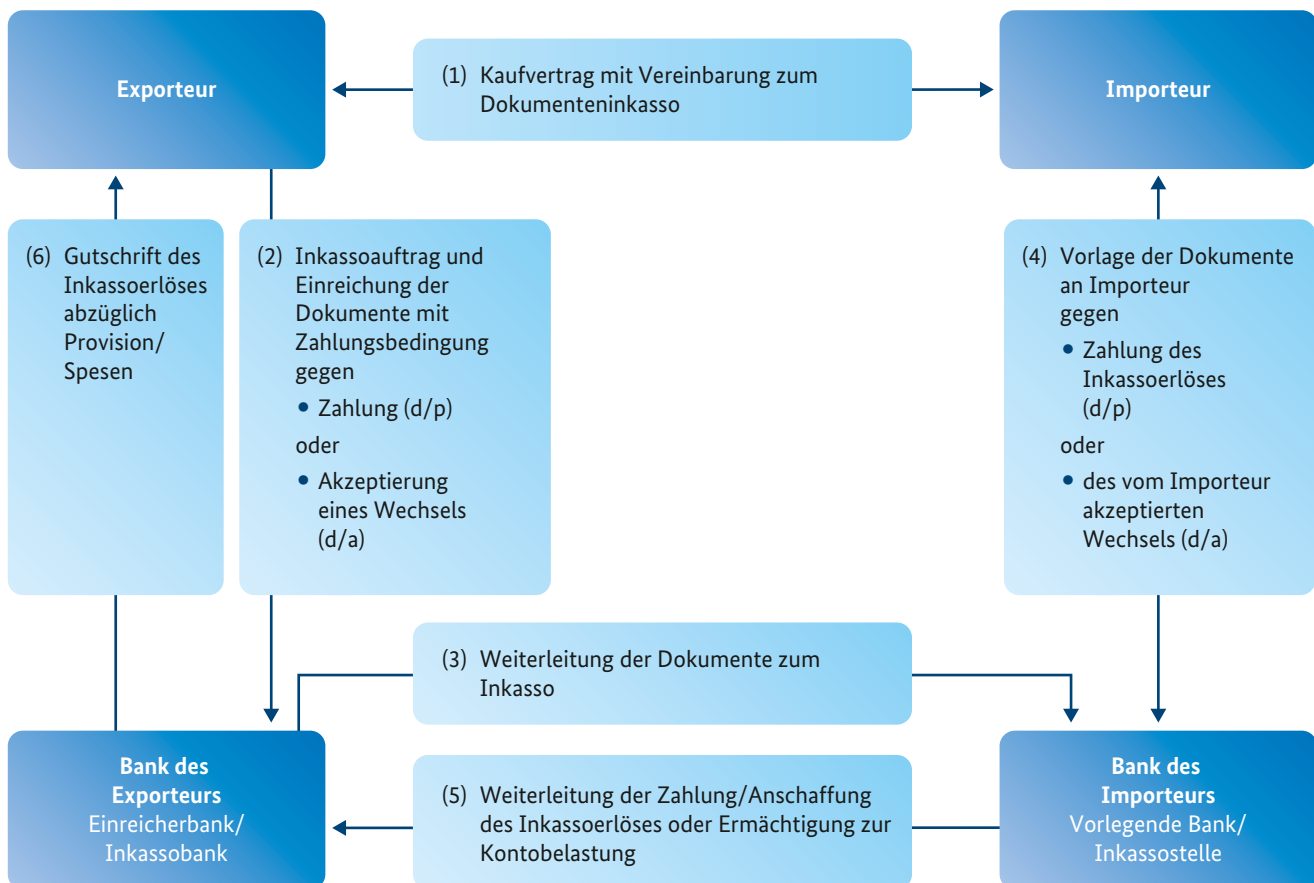 Exporteur
(1) Kaufvertrag mit Vereinbarung zum
Dokumenteninkasso
Importeur
(6) Gutschrift des
Inkassoerlöses
abzüglich
Provision/
Spesen
(2) Inkassoauftrag und
Einreichung der
Dokumente mit
Zahlungsbedingung
gegen
• Zahlung (d/p)
oder
• Akzeptierung
eines Wechsels
(d/a)
(4) Vorlage der Dokumente
an Importeur
gegen
• Zahlung des
Inkassoerlöses
(d/p)
oder
• des vom Importeur
akzeptierten
Wechsels (d/a)
(3) Weiterleitung der Dokumente zum
Inkasso
Bank des
Exporteurs
Einreicherbank/
Inkassobank
(5) Weiterleitung der Zahlung/Anschaffung
des Inkassoerlöses oder Ermächtigung zur
Kontobelastung
Bank des
Importeurs
Vorlegende Bank/
Inkassostelle